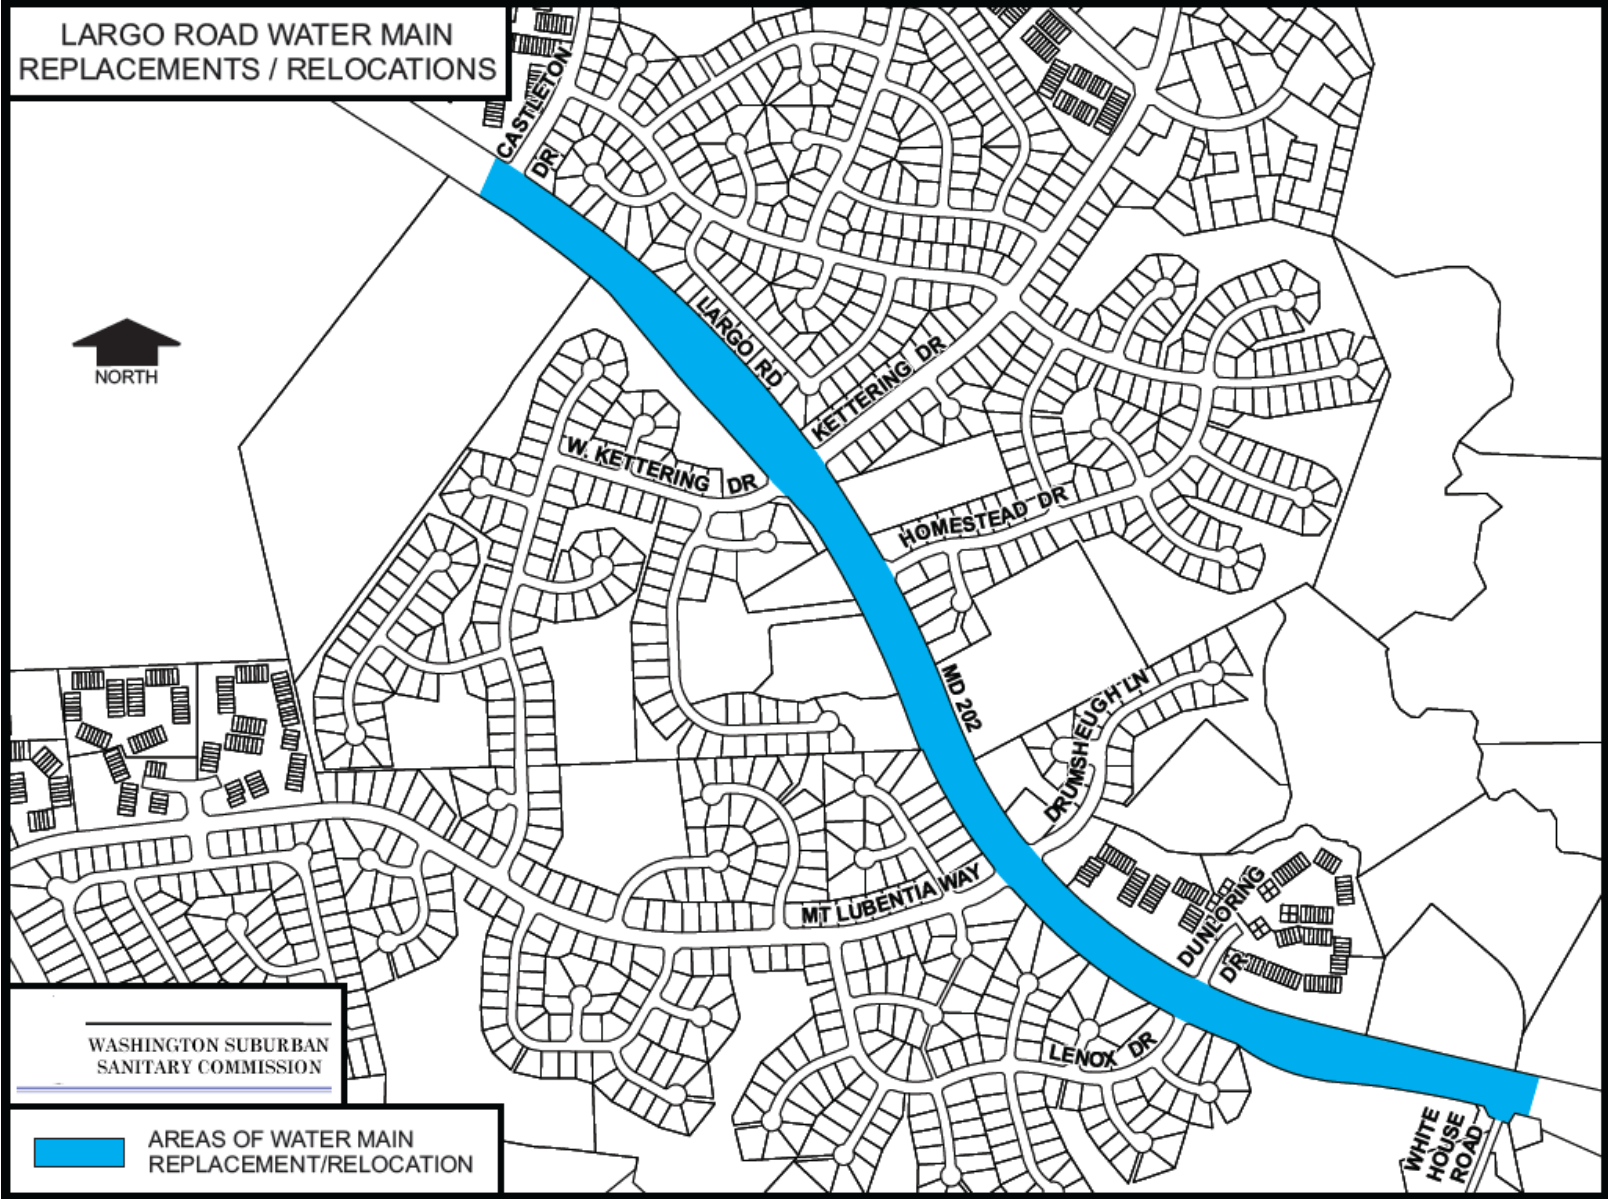 LARGO ROAD WATER MAIN
REPLACEMENTS / RELOCATIONS
CASTLETON
DR
NORTH
LARGO RD
KETTERING DR
W. KETTERING DR
HOMESTEAD DR
MD 202
DRUMSHEUGH LN
MT LUBENTIA WAY
DUNLORING
DR
LENOX DR
WHITE
HOUSE
ROAD
WASHINGTON SUBURBAN
SANITARY COMMISSION
AREAS OF WATER MAIN
REPLACEMENT/RELOCATION